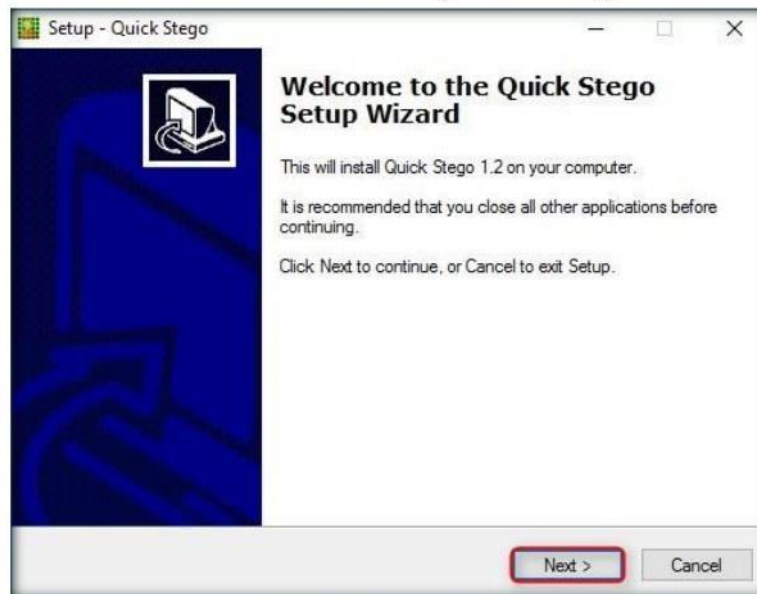 Setup - Quick Stego
Welcome to the Quick Stego
Setup Wizard
This will install Quick Stego 1.2 on your computer.
It is recommended that you close all other applications before
continuing.
Click Next to continue, or Cancel to exit Setup.
Next >
Cancel